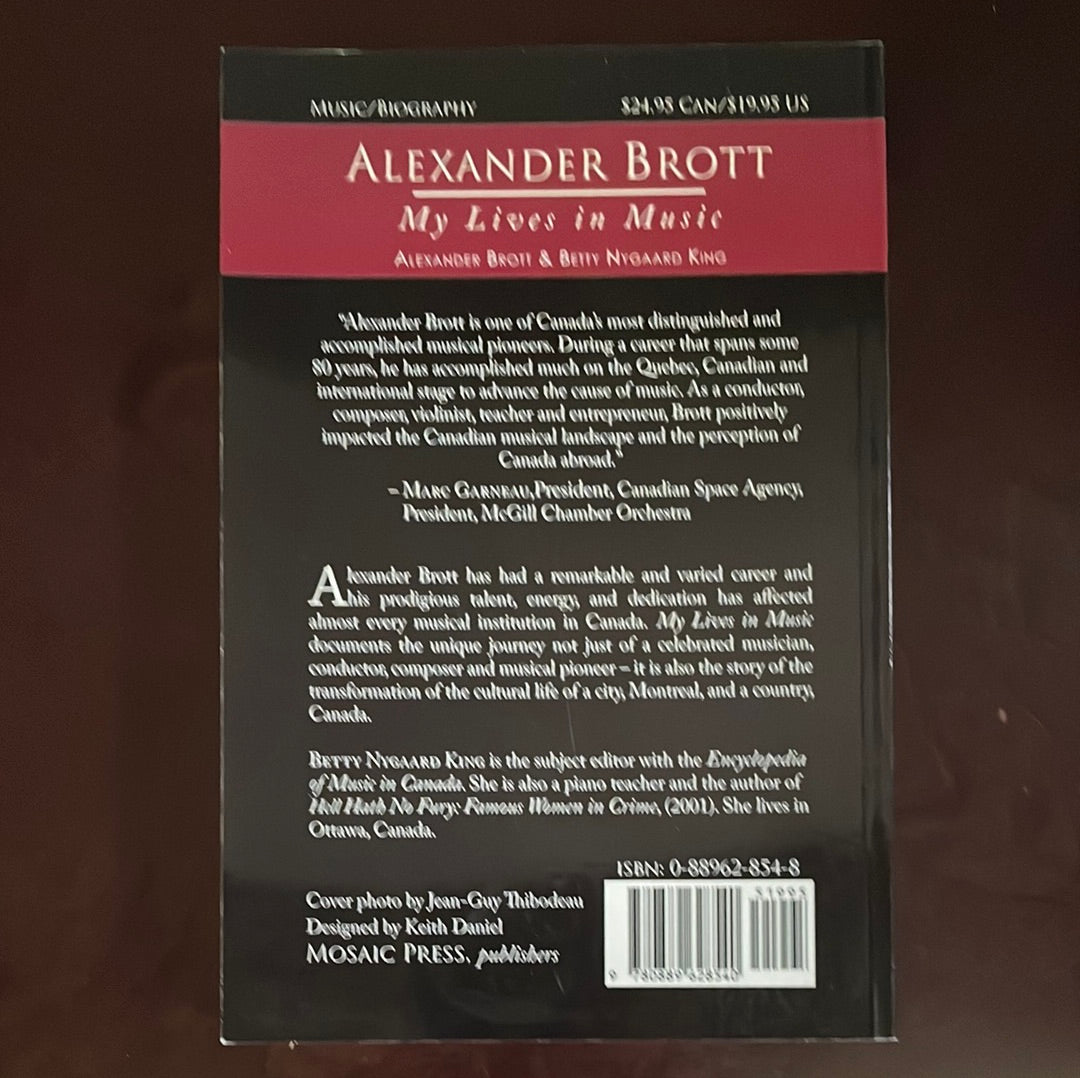 MUSIC/BIOGRAPHY
$24.95 CAN/$19.95 US
ALEXANDER BROTT
My Lives in Music
ALEXANDER BROTT & BETTY NYGAARD KING
"Alexander Brott is one of Canada's most distinguished and
accomplished musical pioneers. During a career that spans some
80 years, he has accomplished much on the Quebec, Canadian and
international stage to advance the cause of music. As a conductor,
composer, violinist, teacher and entrepreneur, Brott positively
impacted the Canadian musical landscape and the perception of
Canada abroad."
– MARC GARNEAU, President, Canadian Space Agency,
President, McGill Chamber Orchestra
Alexander Brott has had a remarkable and varied career and
his prodigious talent, energy, and dedication has affected
almost every musical institution in Canada. My Lives in Music
documents the unique journey not just of a celebrated musician,
conductor, composer and musical pioneer – it is also the story of the
transformation of the cultural life of a city, Montreal, and a country,
Canada.
BETTY NYGAARD KING is the subject editor with the Encyclopedia
of Music in Canada. She is also a piano teacher and the author of
Hell Hath No Fury: Famous Women in Crime, (2001). She lives in
Ottawa, Canada.
ISBN: 0-88962-854-8
51995
Cover photo by Jean-Guy Thibodeau
Designed by Keith Daniel
MOSAIC PRESS, publishers
9 780889 628540